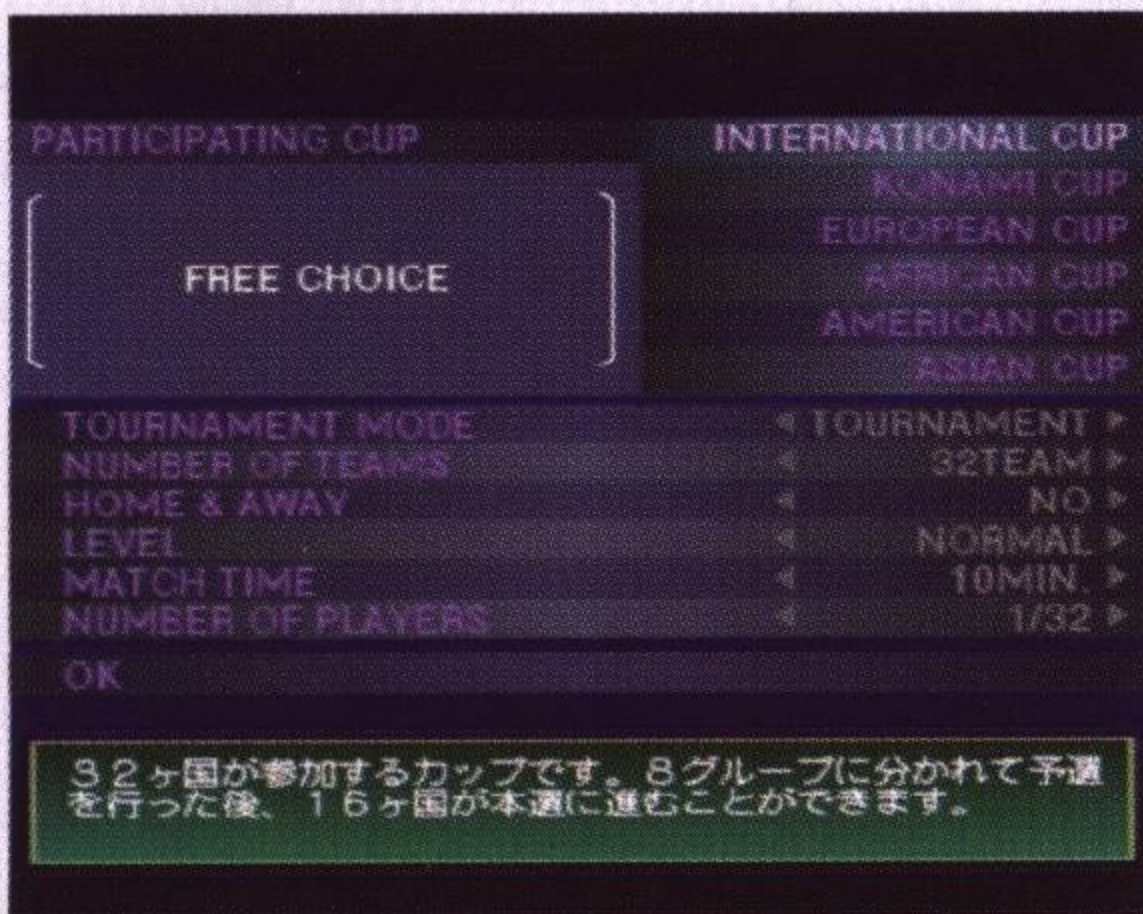 PARTICIPATING CUP
INTERNATIONAL CUP
KONAMI CUP
EUROPEAN CUP
AFRICAN CUP
AMERICAN CUP
ASIAN CUP
FREE CHOICE
TOURNAMENT MODE ◀ TOURNAMENT ▶
NUMBER OF TEAMS ◀ 32TEAM ▶
HOME & AWAY ◀ NO ▶
LEVEL ◀ NORMAL ▶
MATCH TIME ◀ 10MIN. ▶
NUMBER OF PLAYERS ◀ 1/32 ▶
OK
32ヶ国が参加するカップです。8グループに分かれて予選
を行った後、16ヶ国が本選に進むことができます。